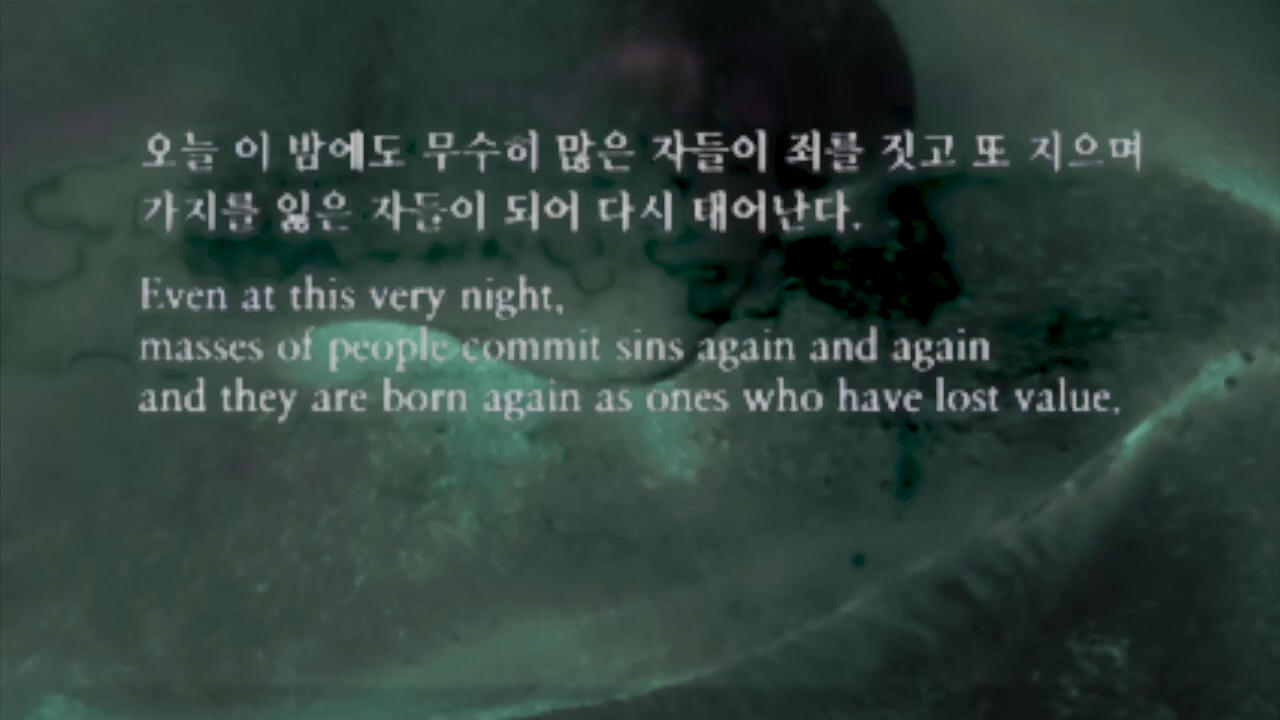 오늘 이 밤에도 무수히 많은 자들이 죄를 짓고 또 지으며
가지를 잃은 자들이 되어 다시 태어난다.
Even at this very night,
masses of people commit sins again and again
and they are born again as ones who have lost value.